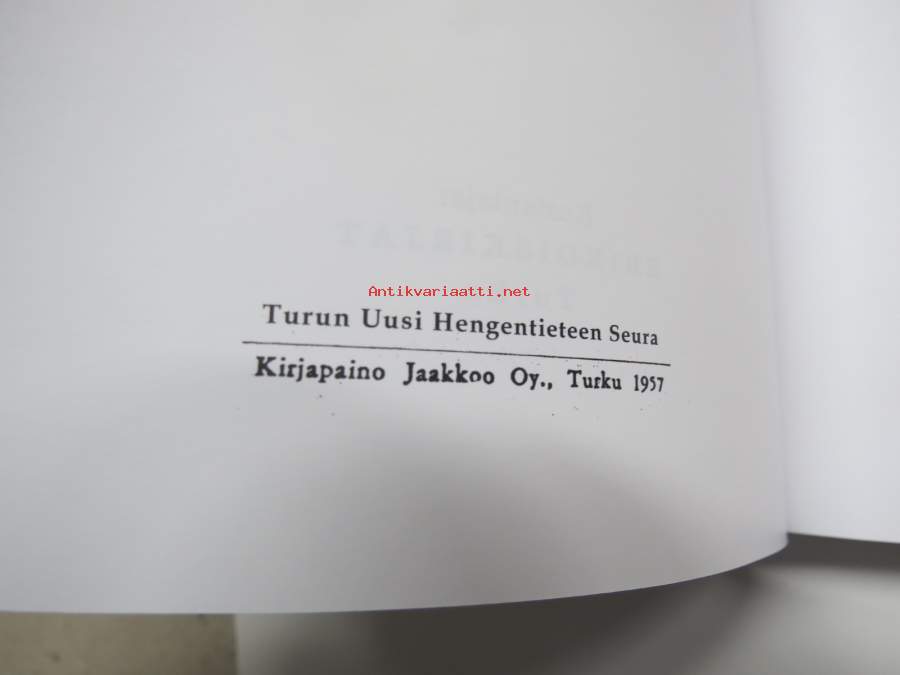 Antikvariaatti.net
Turun Uusi Hengentieteen Seura
Kirjapaino Jaakkoo Oy., Turku 1957